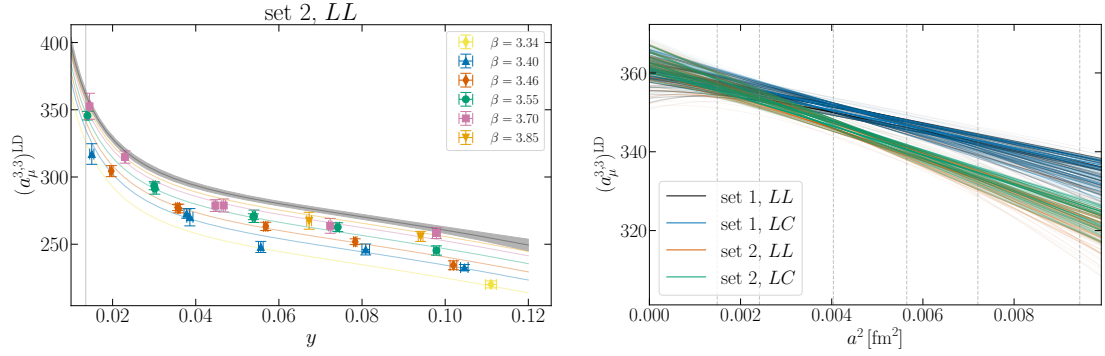 set 2, LL
(a_μ^{3,3})^{LD}
400
350
300
250
0.02 0.04 0.06 0.08 0.10 0.12
y
β = 3.34
β = 3.40
β = 3.46
β = 3.55
β = 3.70
β = 3.85
(a_μ^{3,3})^{LD}
360
340
320
0.000 0.002 0.004 0.006 0.008
a² [fm²]
set 1, LL
set 1, LC
set 2, LL
set 2, LC